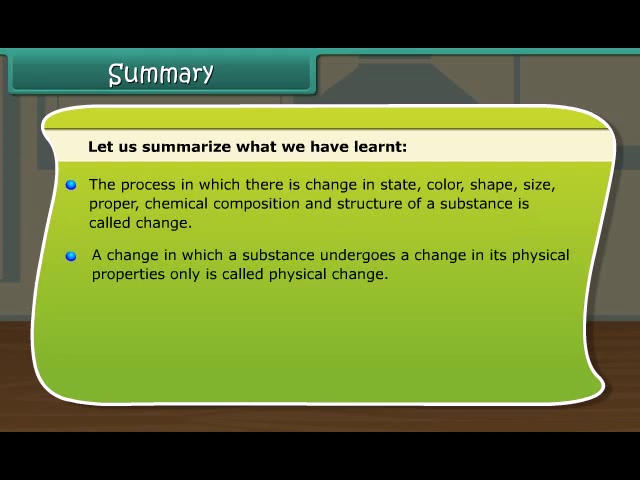 Summary
Let us summarize what we have learnt:
The process in which there is change in state, color, shape, size,
proper, chemical composition and structure of a substance is
called change.
A change in which a substance undergoes a change in its physical
properties only is called physical change.